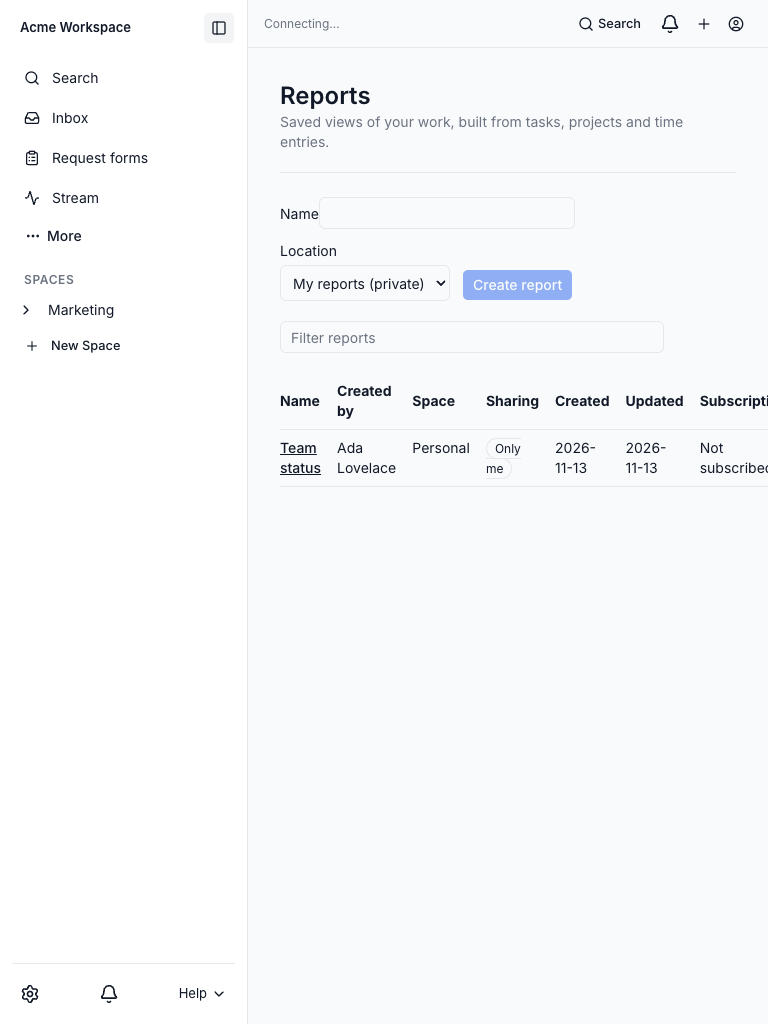 Acme Workspace
Search
Inbox
Request forms
Stream
More
SPACES
Marketing
New Space
Help
Connecting...
Search
Reports
Saved views of your work, built from tasks, projects and time
entries.
Name
Location
My reports (private)
Create report
Filter reports
Name Created by Space Sharing Created Updated Subscripti
Team status Ada Lovelace Personal Only me 2026-11-13 2026-11-13 Not subscribed